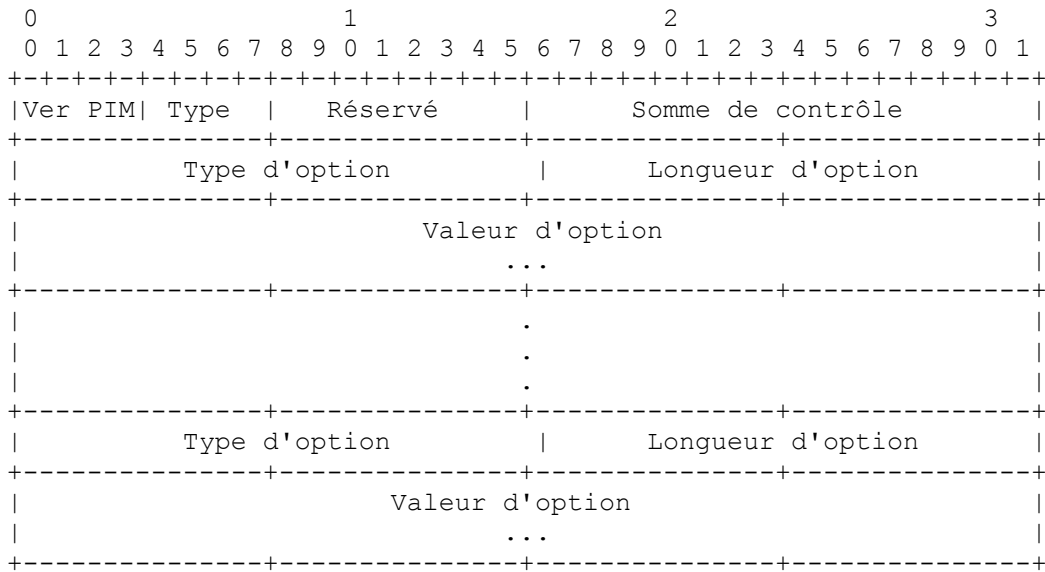 0                   1                   2                   3
 0 1 2 3 4 5 6 7 8 9 0 1 2 3 4 5 6 7 8 9 0 1 2 3 4 5 6 7 8 9 0 1
+-+-+-+-+-+-+-+-+-+-+-+-+-+-+-+-+-+-+-+-+-+-+-+-+-+-+-+-+-+-+-+-+
|Ver PIM| Type  |   Réservé     |      Somme de contrôle        |
+---------------+---------------+---------------+---------------+
|          Type d'option         |      Longueur d'option       |
+---------------+---------------+---------------+---------------+
|                         Valeur d'option                       |
|                              ...                              |
+---------------+---------------+---------------+---------------+
|                               .                               |
|                               .                               |
|                               .                               |
+---------------+---------------+---------------+---------------+
|          Type d'option         |      Longueur d'option       |
+---------------+---------------+---------------+---------------+
|                       Valeur d'option                         |
|                              ...                              |
+---------------+---------------+---------------+---------------+